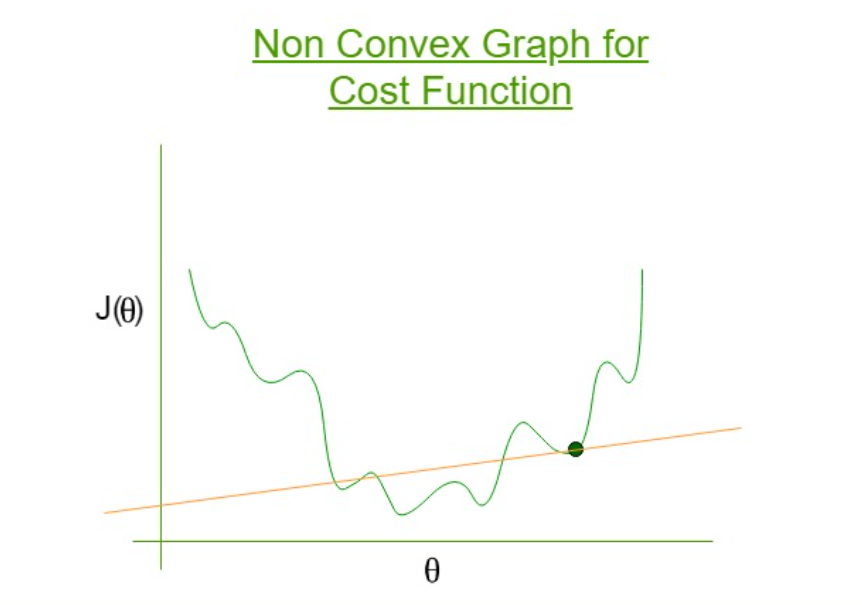 Non Convex Graph for
Cost Function
J(θ)
θ